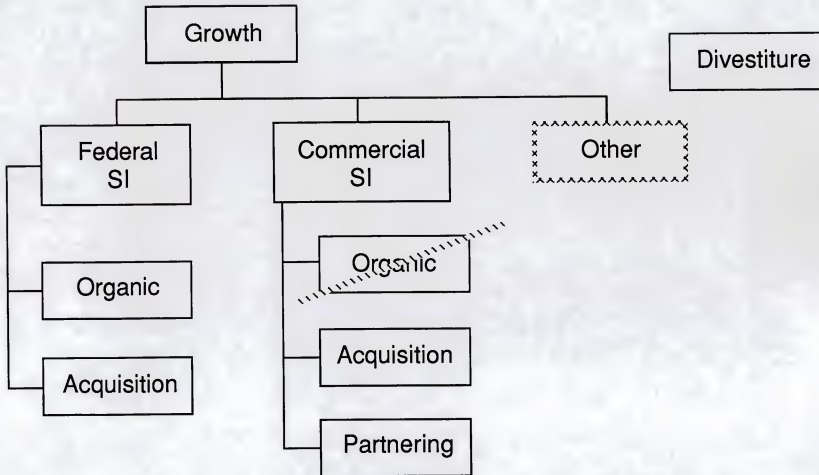 Growth
Divestiture
Federal
SI
Commercial
SI
Other
Organic
Organic
Acquisition
Acquisition
Partnering